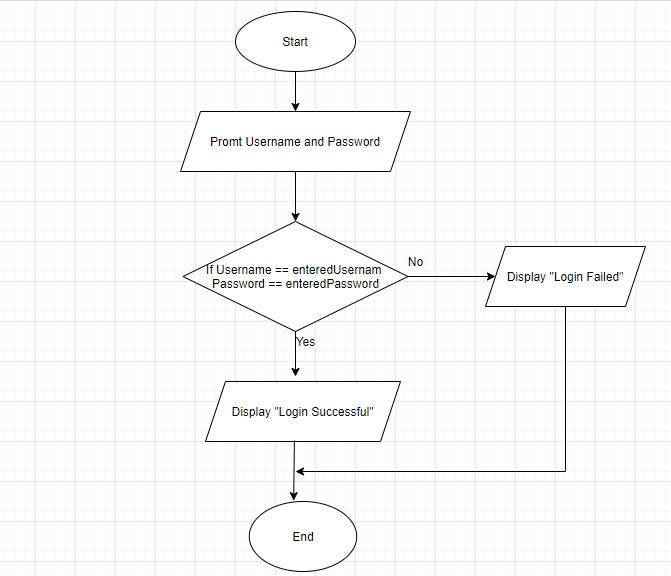 Start
Promt Username and Password
If Username == enteredUsernam
Password == enteredPassword
No
Display "Login Failed"
Yes
Display "Login Successful"
End